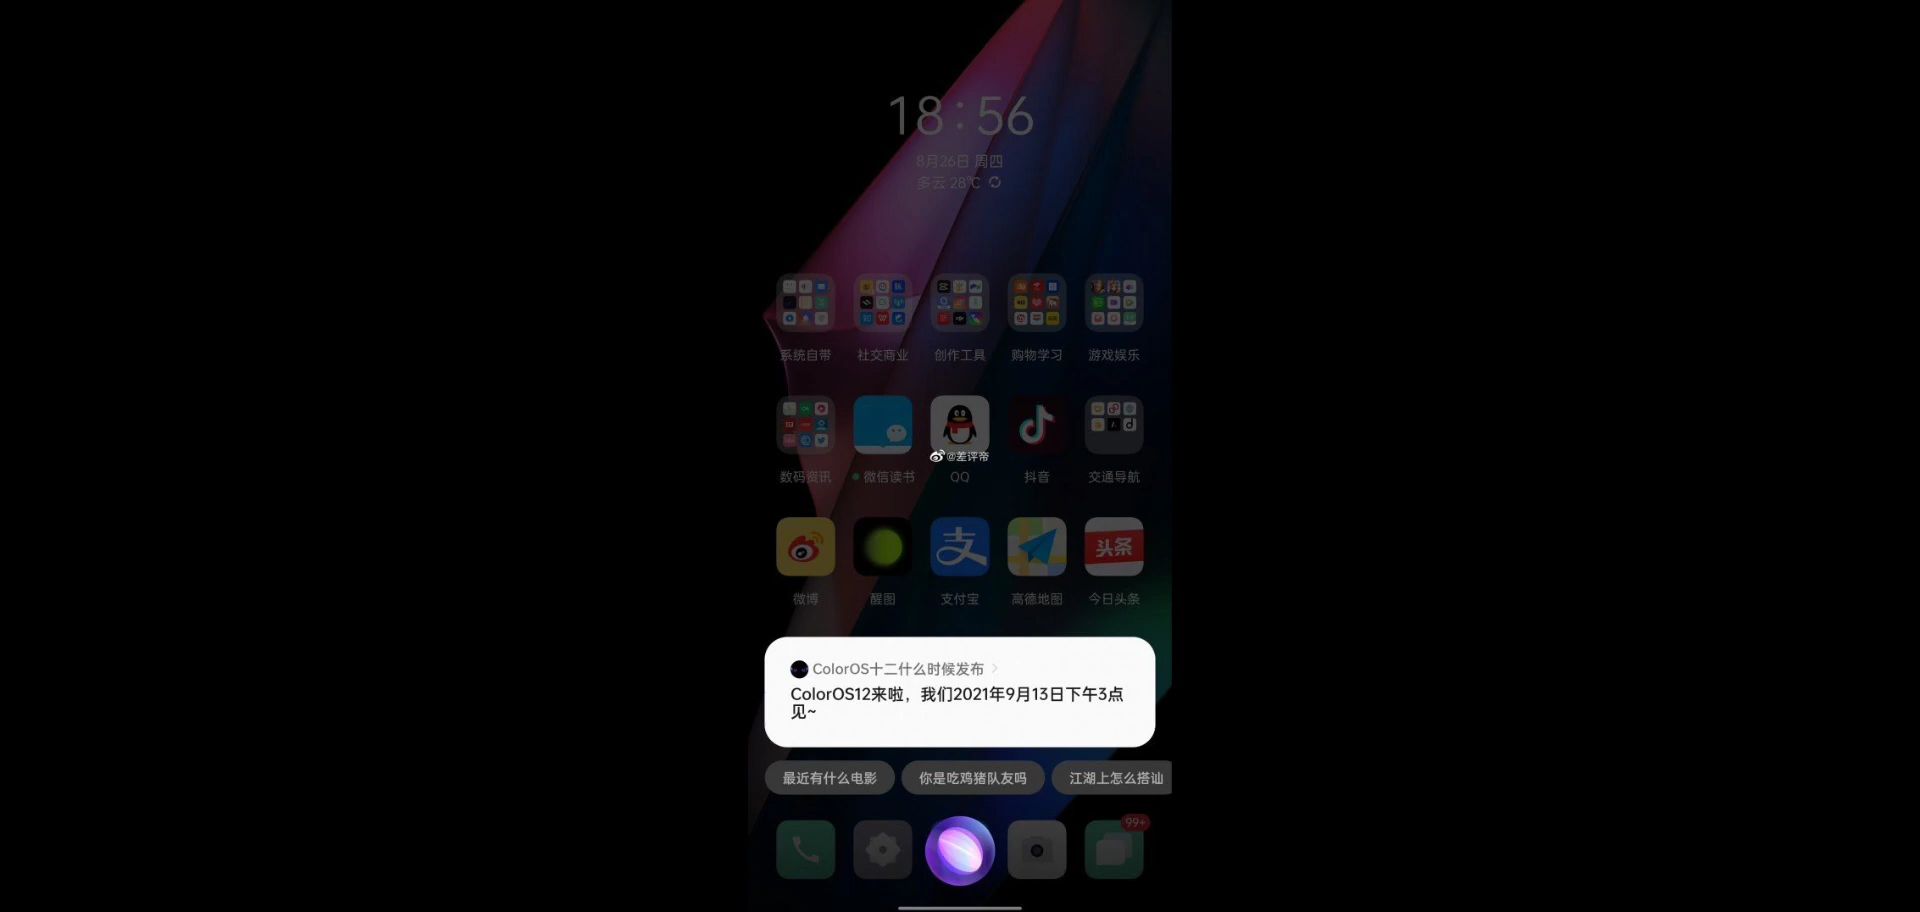 18:56
8月26日 周四
多云 28℃
系统自带 社交商业 创作工具 购物学习 游戏娱乐
@差评帝
数码资讯 微信读书 QQ 抖音 交通导航
支
头条
微博 醒图 支付宝 高德地图 今日头条
ColorOS十二什么时候发布
ColorOS12来啦，我们2021年9月13日下午3点
见~
最近有什么电影 你是吃鸡猪队友吗 江湖上怎么搭讪
99+